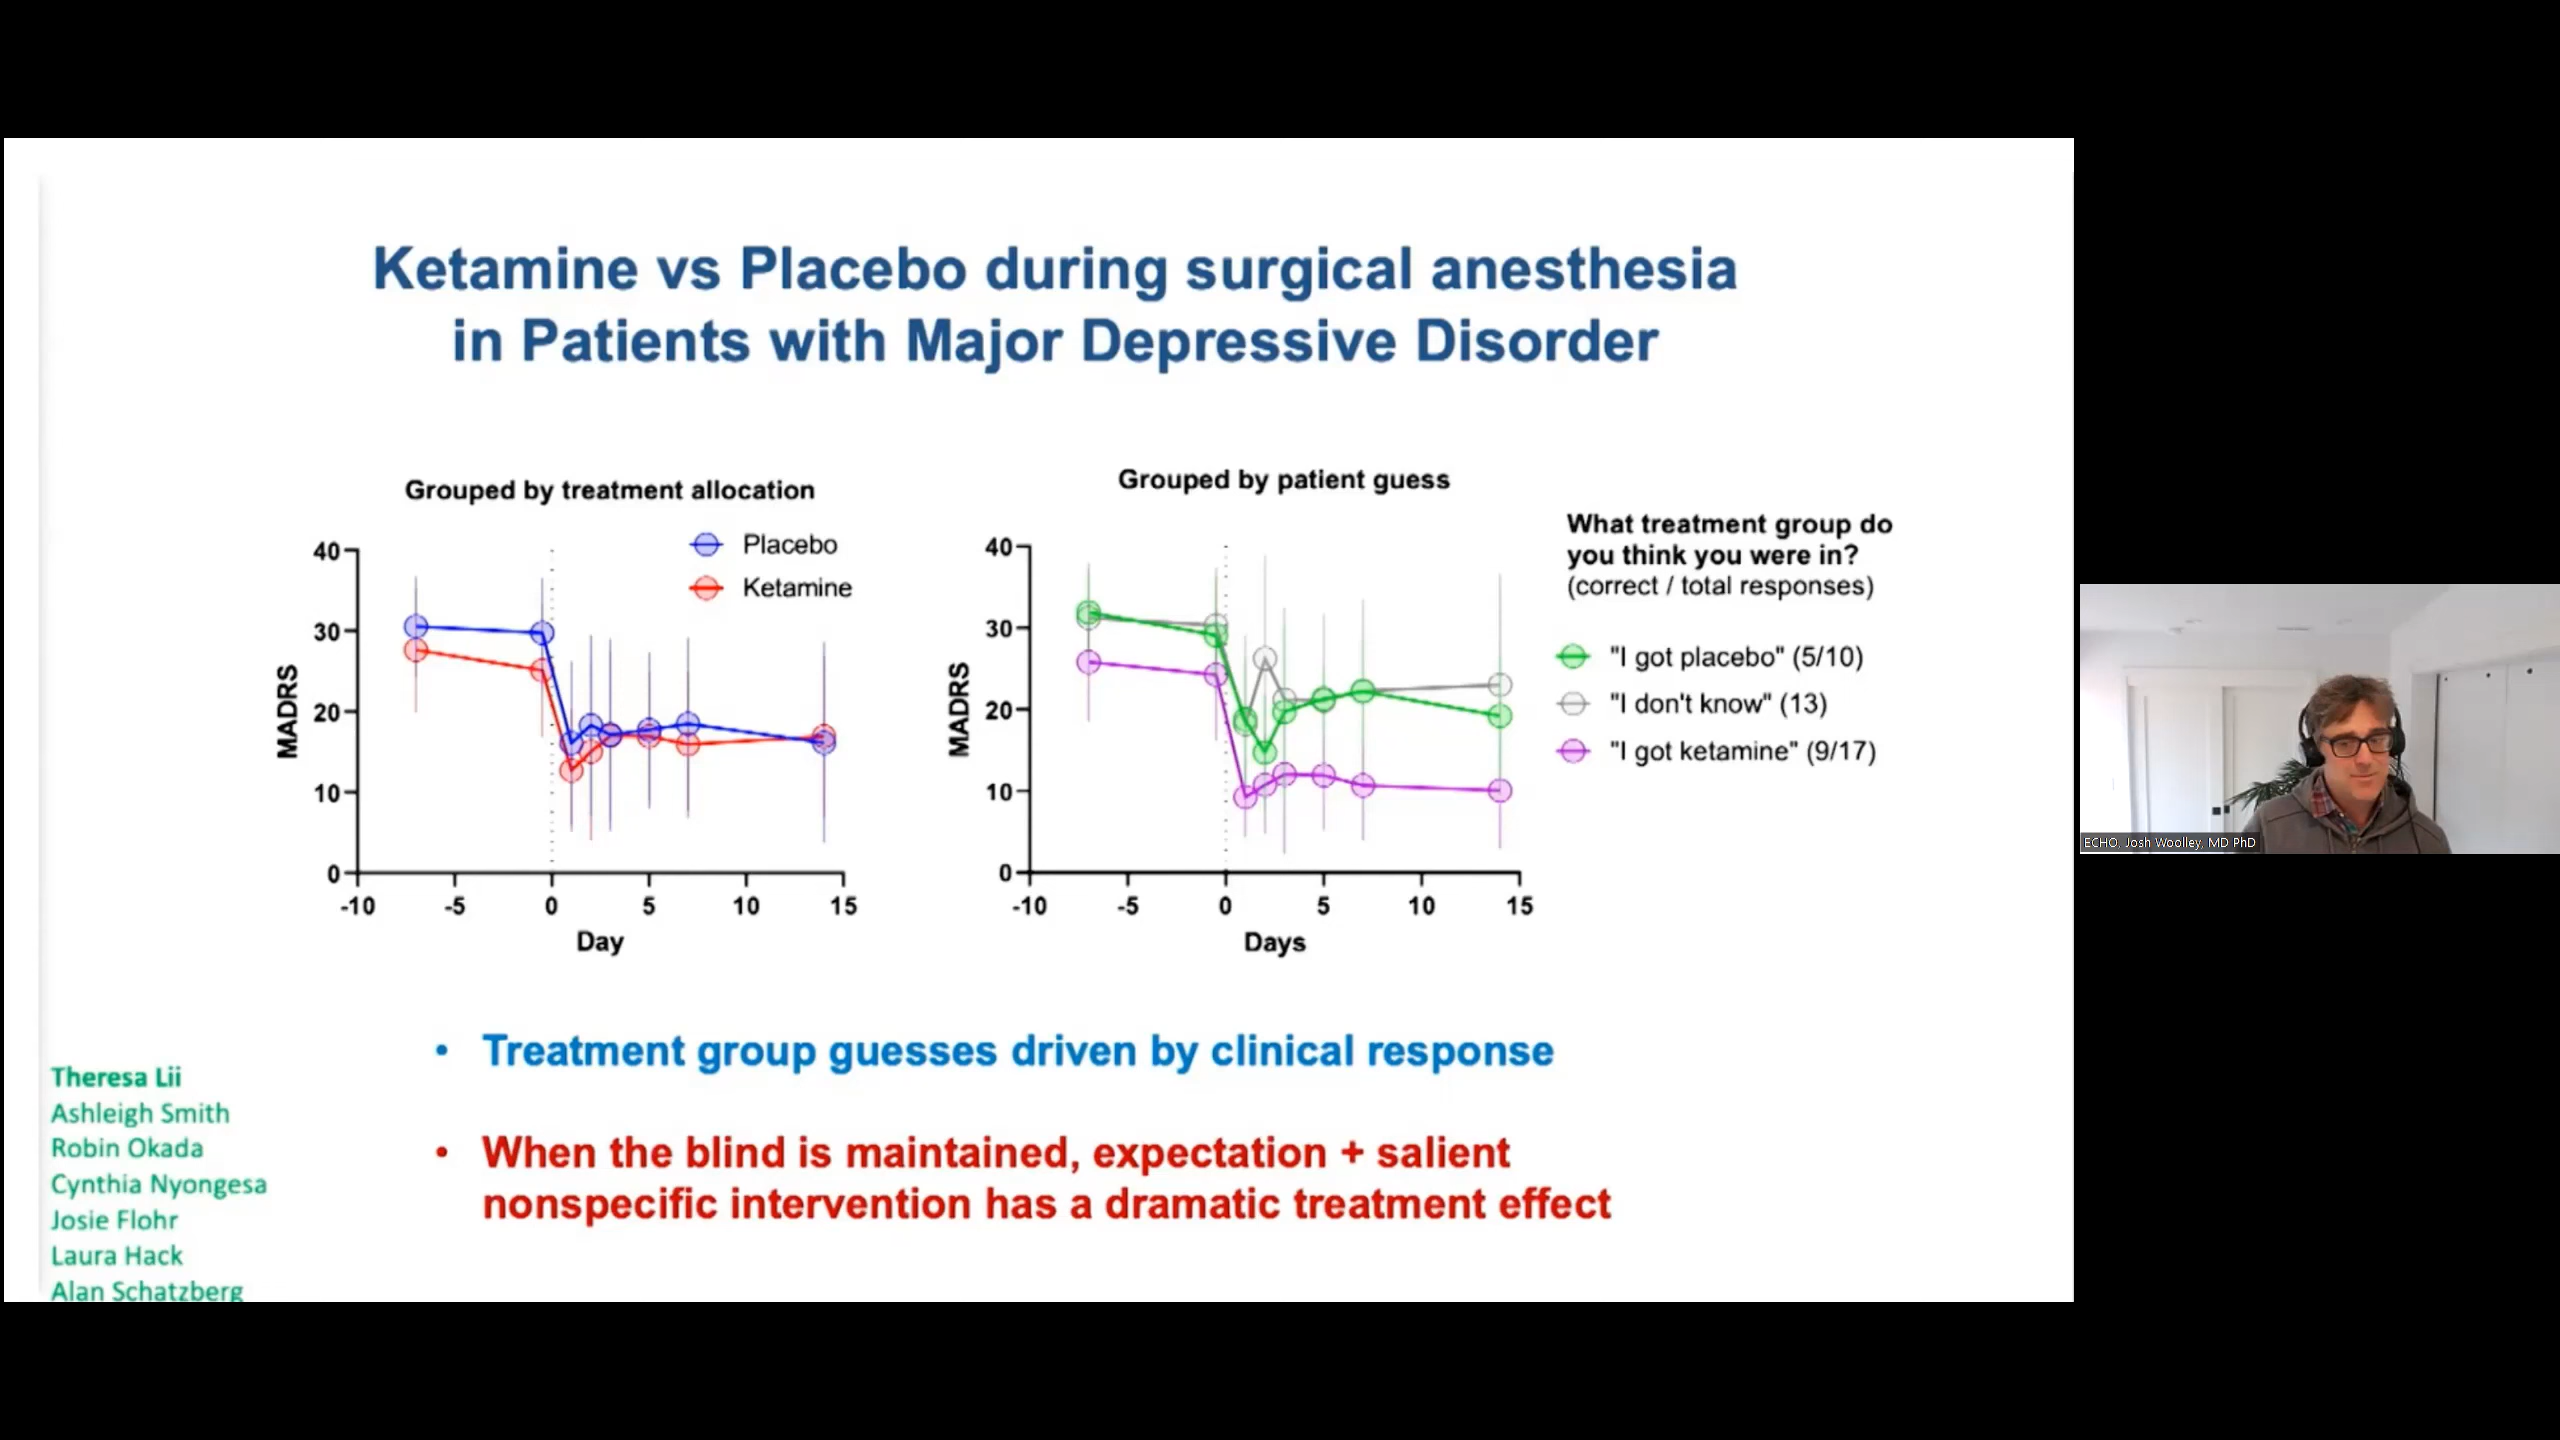 Ketamine vs Placebo during surgical anesthesia
in Patients with Major Depressive Disorder
Grouped by treatment allocation
Placebo
Ketamine
MADRS
40
30
20
10
0
-10
-5
0
5
10
15
Day
Grouped by patient guess
MADRS
40
30
20
10
0
-10
-5
0
5
10
15
Days
What treatment group do
you think you were in?
(correct / total responses)
"I got placebo" (5/10)
"I don't know" (13)
"I got ketamine" (9/17)
• Treatment group guesses driven by clinical response
• When the blind is maintained, expectation + salient
nonspecific intervention has a dramatic treatment effect
Theresa Lii
Ashleigh Smith
Robin Okada
Cynthia Nyongesa
Josie Flohr
Laura Hack
Alan Schatzberg
ECHO, Josh Woolley, MD PhD